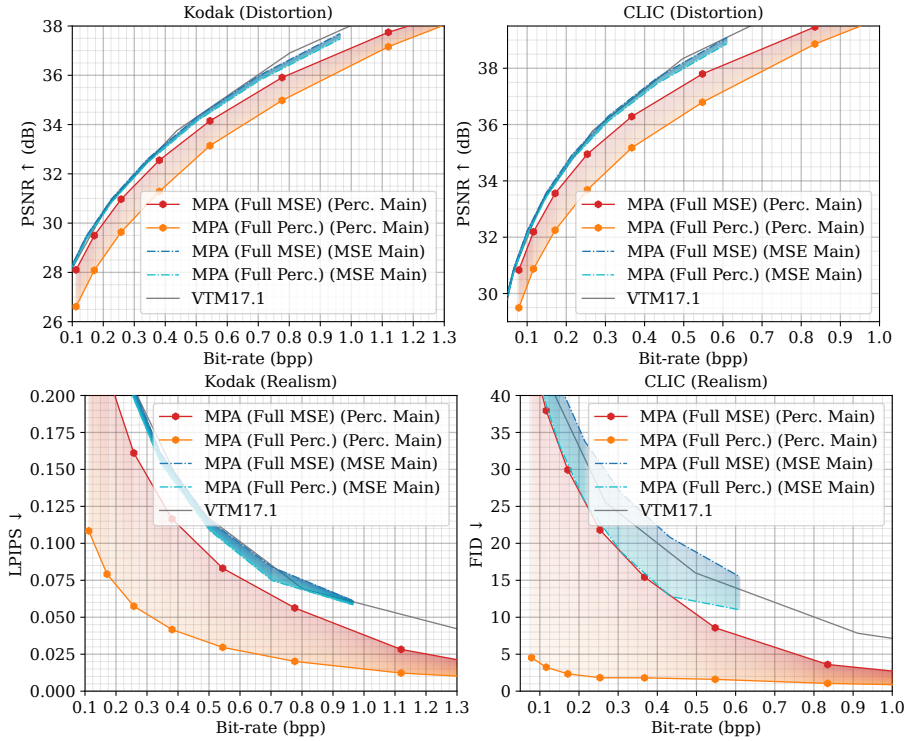 Kodak (Distortion)
PSNR ↑ (dB)
38
36
34
32
30
28
26
MPA (Full MSE) (Perc. Main)
MPA (Full Perc.) (Perc. Main)
MPA (Full MSE) (MSE Main)
MPA (Full Perc.) (MSE Main)
VTM17.1
0.1 0.2 0.3 0.4 0.5 0.6 0.7 0.8 0.9 1.0 1.1 1.2 1.3
Bit-rate (bpp)
CLIC (Distortion)
PSNR ↑ (dB)
38
36
34
32
30
MPA (Full MSE) (Perc. Main)
MPA (Full Perc.) (Perc. Main)
MPA (Full MSE) (MSE Main)
MPA (Full Perc.) (MSE Main)
VTM17.1
0.1 0.2 0.3 0.4 0.5 0.6 0.7 0.8 0.9 1.0
Bit-rate (bpp)
Kodak (Realism)
LPIPS ↓
0.200
0.175
0.150
0.125
0.100
0.075
0.050
0.025
0.000
MPA (Full MSE) (Perc. Main)
MPA (Full Perc.) (Perc. Main)
MPA (Full MSE) (MSE Main)
MPA (Full Perc.) (MSE Main)
VTM17.1
0.1 0.2 0.3 0.4 0.5 0.6 0.7 0.8 0.9 1.0 1.1 1.2 1.3
Bit-rate (bpp)
CLIC (Realism)
FID ↓
40
35
30
25
20
15
10
5
0
MPA (Full MSE) (Perc. Main)
MPA (Full Perc.) (Perc. Main)
MPA (Full MSE) (MSE Main)
MPA (Full Perc.) (MSE Main)
VTM17.1
0.1 0.2 0.3 0.4 0.5 0.6 0.7 0.8 0.9 1.0
Bit-rate (bpp)